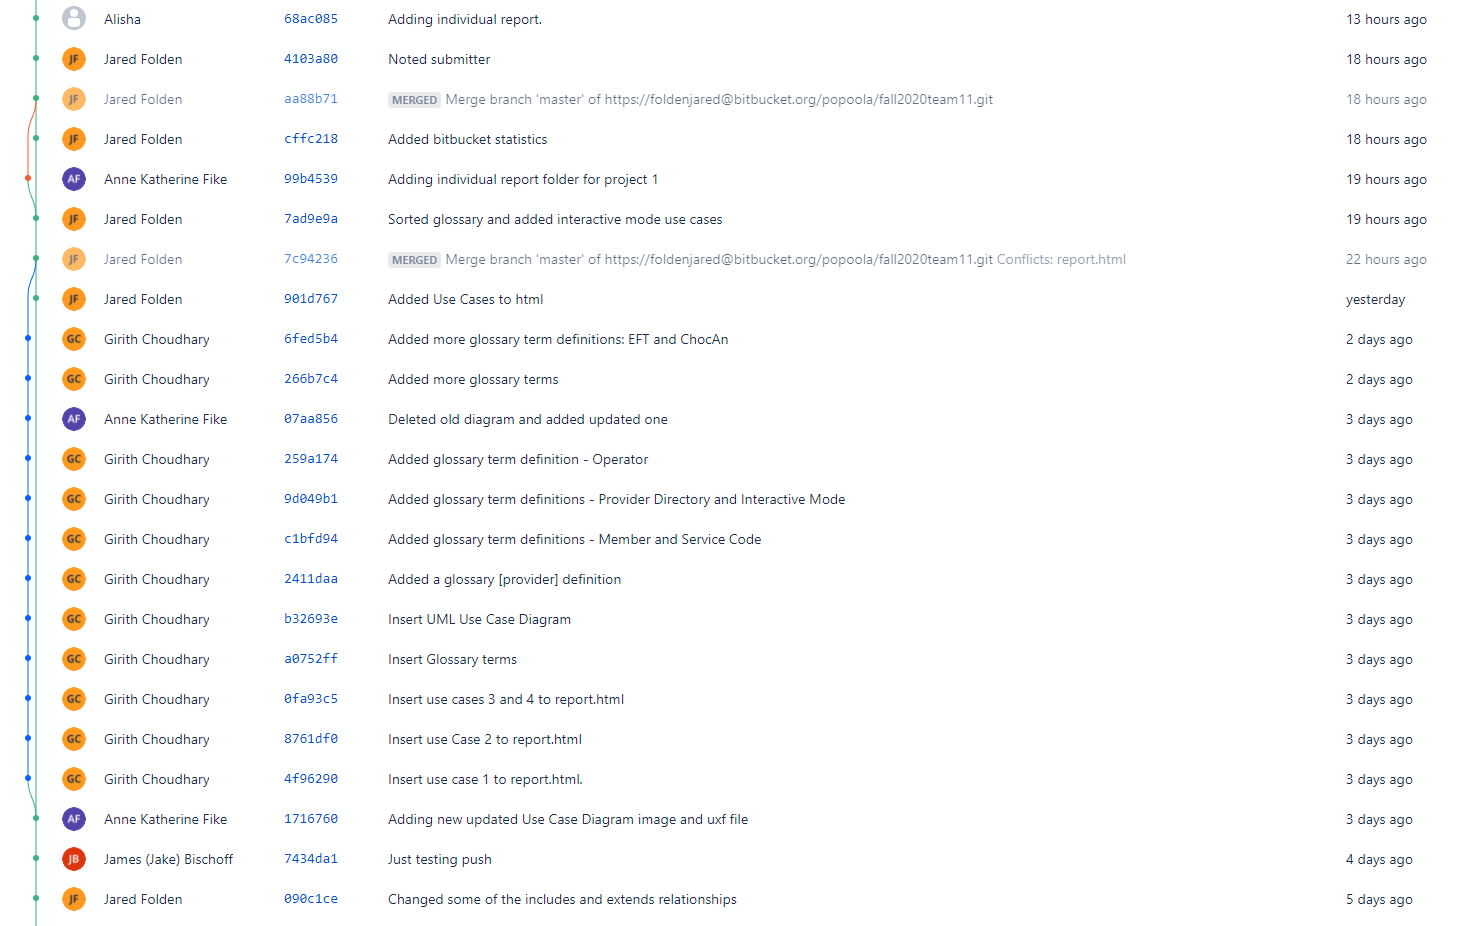 Alisha 68ac085 Adding individual report. 13 hours ago
JF Jared Folden 4103a80 Noted submitter 18 hours ago
JF Jared Folden aa88b71 MERGED Merge branch 'master' of https://foldenjared@bitbucket.org/popoola/fall2020team11.git 18 hours ago
JF Jared Folden cffc218 Added bitbucket statistics 18 hours ago
AF Anne Katherine Fike 99b4539 Adding individual report folder for project 1 19 hours ago
JF Jared Folden 7ad9e9a Sorted glossary and added interactive mode use cases 19 hours ago
JF Jared Folden 7c94236 MERGED Merge branch 'master' of https://foldenjared@bitbucket.org/popoola/fall2020team11.git Conflicts: report.html 22 hours ago
JF Jared Folden 901d767 Added Use Cases to html yesterday
GC Girith Choudhary 6fed5b4 Added more glossary term definitions: EFT and ChocAn 2 days ago
GC Girith Choudhary 266b7c4 Added more glossary terms 2 days ago
AF Anne Katherine Fike 07aa856 Deleted old diagram and added updated one 3 days ago
GC Girith Choudhary 259a174 Added glossary term definition - Operator 3 days ago
GC Girith Choudhary 9d049b1 Added glossary term definitions - Provider Directory and Interactive Mode 3 days ago
GC Girith Choudhary c1bfd94 Added glossary term definitions - Member and Service Code 3 days ago
GC Girith Choudhary 2411daa Added a glossary [provider] definition 3 days ago
GC Girith Choudhary b32693e Insert UML Use Case Diagram 3 days ago
GC Girith Choudhary a0752ff Insert Glossary terms 3 days ago
GC Girith Choudhary 0fa93c5 Insert use cases 3 and 4 to report.html 3 days ago
GC Girith Choudhary 8761df0 Insert use Case 2 to report.html 3 days ago
GC Girith Choudhary 4f96290 Insert use case 1 to report.html. 3 days ago
AF Anne Katherine Fike 1716760 Adding new updated Use Case Diagram image and uxf file 3 days ago
JB James (Jake) Bischoff 7434da1 Just testing push 4 days ago
JF Jared Folden 090c1ce Changed some of the includes and extends relationships 5 days ago